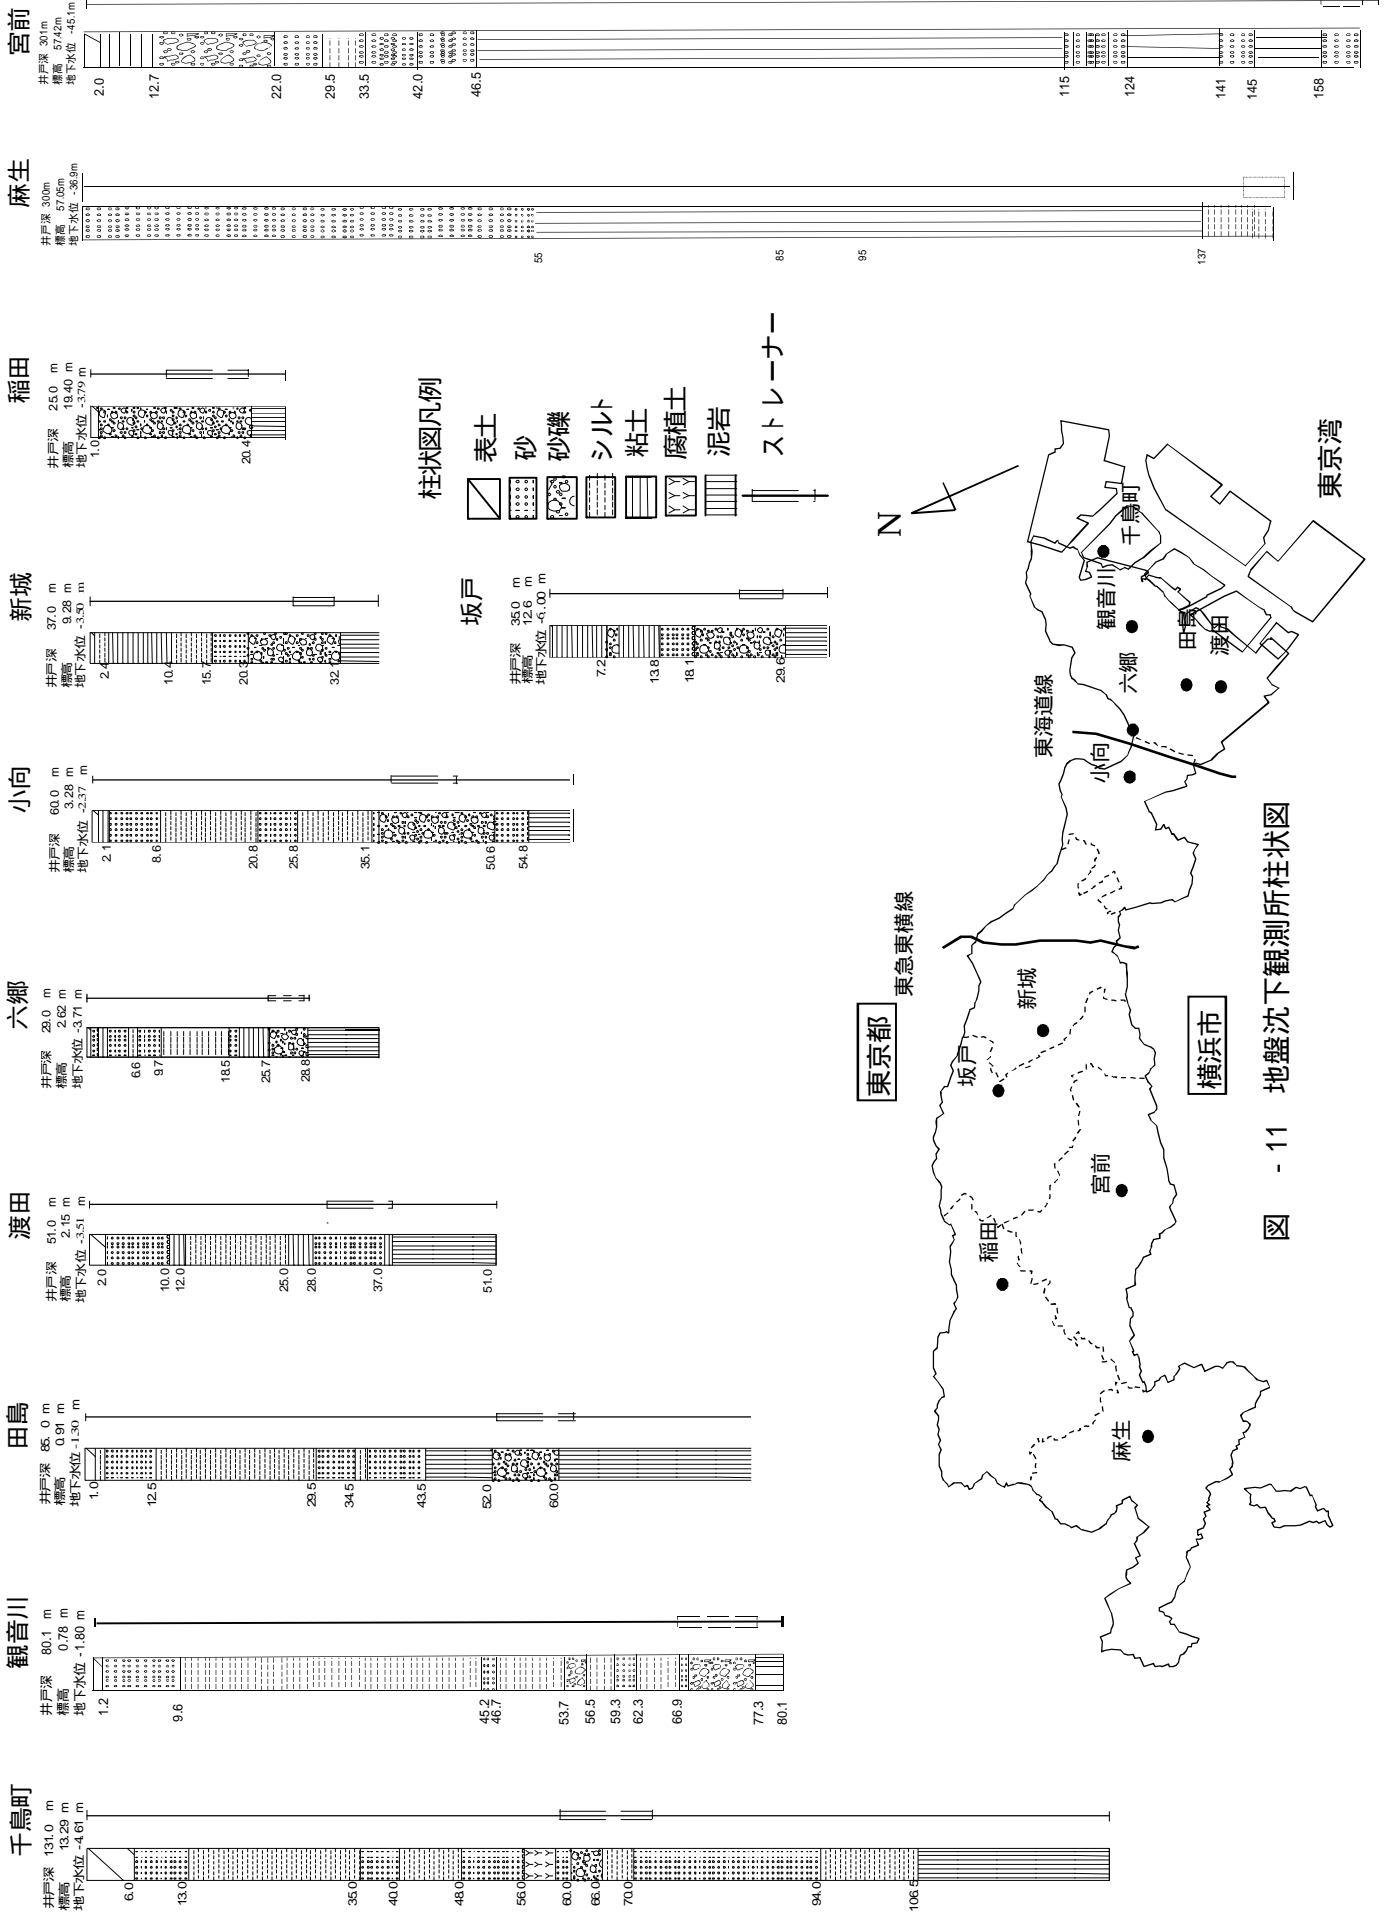 千鳥町
井戸深 131.0 m
標高 13.29 m
地下水位 -4.61 m
6.0
13.0
35.0
40.0
48.0
56.0
60.0
66.0
70.0
94.0
106.5
観音川
井戸深 80.1 m
標高 0.78 m
地下水位 -1.80 m
1.2
9.6
45.2
46.7
53.7
56.5
59.3
62.3
66.9
77.3
80.1
田島
井戸深 85.0 m
標高 0.91 m
地下水位 -1.30 m
1.0
12.5
29.5
34.5
43.5
52.0
60.0
渡田
井戸深 51.0 m
標高 2.15 m
地下水位 -3.51 m
2.0
10.0
12.0
25.0
28.0
37.0
51.0
六郷
井戸深 29.0 m
標高 2.62 m
地下水位 -3.71 m
6.6
9.7
18.5
25.7
28.8
小向
井戸深 60.0 m
標高 3.28 m
地下水位 -2.37 m
2.1
8.6
20.8
25.8
35.1
50.6
54.8
新城
井戸深 37.0 m
標高 9.28 m
地下水位 -3.50 m
2.4
10.4
15.7
20.3
32.1
稲田
井戸深 25.0 m
標高 19.40 m
地下水位 -3.79 m
1.0
20.4
麻生
井戸深 300m
標高 57.05m
地下水位 -36.9m
55
85
95
137
宮前
井戸深 301m
標高 57.42m
地下水位 -45.1m
2.0
12.7
22.0
29.5
33.5
42.0
46.5
115
124
141
145
158
坂戸
井戸深 35.0 m
標高 12.6 m
地下水位 -6.00 m
7.2
13.8
18.1
29.6
柱状図凡例
表土
砂
砂礫
シルト
粘土
腐植土
泥岩
ストレーナー
東京都
東急東横線
東海道線
N
麻生
稲田
宮前
坂戸
新城
小向
六郷
観音川
千鳥町
田島
渡田
横浜市
東京湾
図 - 11 地盤沈下観測所柱状図